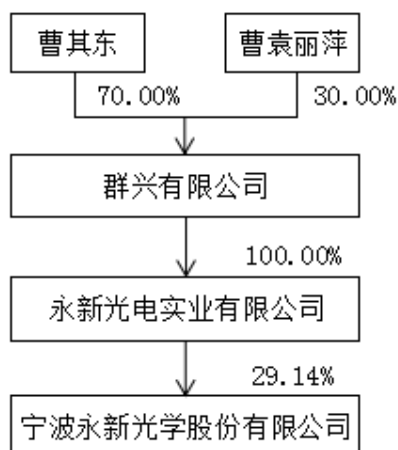 曹其东
曹袁丽萍
70.00%
30.00%
群兴有限公司
100.00%
永新光电实业有限公司
29.14%
宁波永新光学股份有限公司